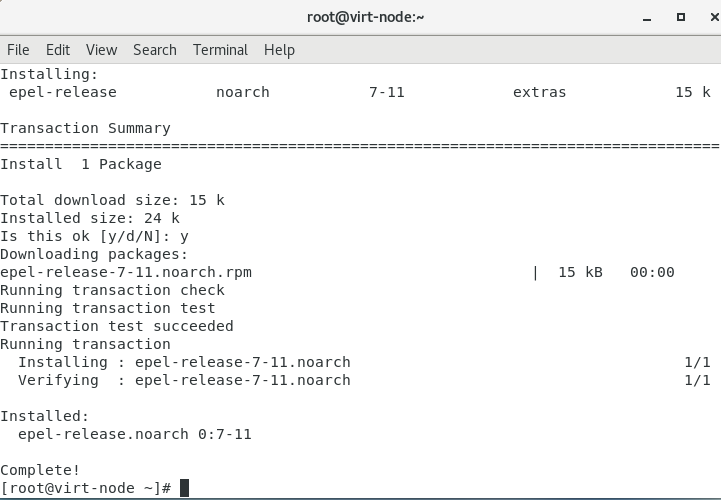 root@virt-node:~
File Edit View Search Terminal Help
Installing:
 epel-release           noarch           7-11            extras            15 k

Transaction Summary
================================================================================
Install  1 Package

Total download size: 15 k
Installed size: 24 k
Is this ok [y/d/N]: y
Downloading packages:
epel-release-7-11.noarch.rpm                               |  15 kB   00:00
Running transaction check
Running transaction test
Transaction test succeeded
Running transaction
  Installing : epel-release-7-11.noarch                                     1/1
  Verifying  : epel-release-7-11.noarch                                     1/1

Installed:
  epel-release.noarch 0:7-11

Complete!
[root@virt-node ~]#